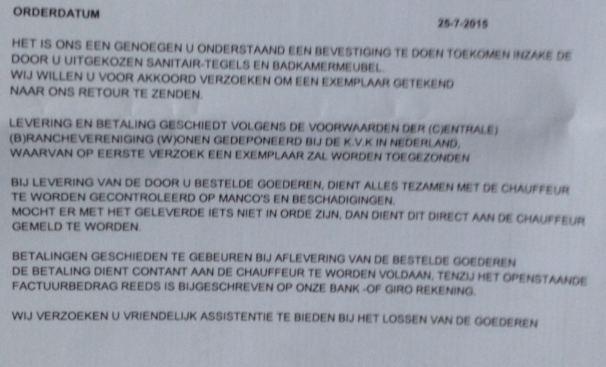 ORDERDATUM 25-7-2015
HET IS ONS EEN GENOEGEN U ONDERSTAAND EEN BEVESTIGING TE DOEN TOEKOMEN INZAKE DE
DOOR U UITGEKOZEN SANITAIR-TEGELS EN BADKAMERMEUBEL.
WIJ WILLEN U VOOR AKKOORD VERZOEKEN OM EEN EXEMPLAAR GETEKEND
NAAR ONS RETOUR TE ZENDEN.
LEVERING EN BETALING GESCHIEDT VOLGENS DE VOORWAARDEN DER (C)ENTRALE)
(B)RANCHEVERENIGING (W)ONEN GEDEPONEERD BIJ DE K.V.K IN NEDERLAND,
WAARVAN OP EERSTE VERZOEK EEN EXEMPLAAR ZAL WORDEN TOEGEZONDEN
BIJ LEVERING VAN DE DOOR U BESTELDE GOEDEREN, DIENT ALLES TEZAMEN MET DE CHAUFFEUR
TE WORDEN GECONTROLEERD OP MANCO'S EN BESCHADIGINGEN.
MOCHT ER MET HET GELEVERDE IETS NIET IN ORDE ZIJN, DAN DIENT DIT DIRECT AAN DE CHAUFFEUR
GEMELD TE WORDEN.
BETALINGEN GESCHIEDEN TE GEBEUREN BIJ AFLEVERING VAN DE BESTELDE GOEDEREN
DE BETALING DIENT CONTANT AAN DE CHAUFFEUR TE WORDEN VOLDAAN, TENZIJ HET OPENSTAANDE
FACTUURBEDRAG REEDS IS BIJGESCHREVEN OP ONZE BANK -OF GIRO REKENING.
WIJ VERZOEKEN U VRIENDELIJK ASSISTENTIE TE BIEDEN BIJ HET LOSSEN VAN DE GOEDEREN